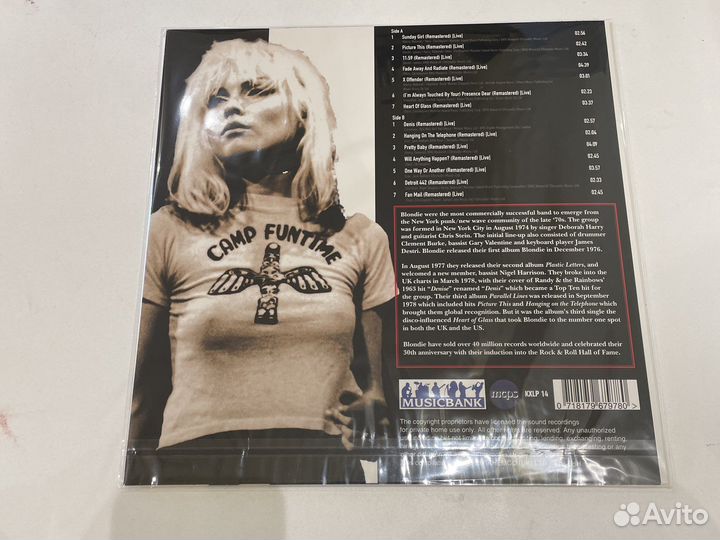 Side A
1 Sunday Girl (Remastered) [Live] 02:56
2 Picture This (Remastered) [Live] 02:42
3 11:59 (Remastered) [Live] 03:34
4 Fade Away And Radiate (Remastered) [Live] 04:39
5 X Offender (Remastered) [Live] 03:01
6 (I'm Always Touched By Your) Presence Dear (Remastered) [Live] 02:23
7 Heart Of Glass (Remastered) [Live] 03:37
Side B
1 Denis (Remastered) [Live] 02:57
2 Hanging On The Telephone (Remastered) [Live] 02:04
3 Pretty Baby (Remastered) [Live] 04:09
4 Will Anything Happen? (Remastered) [Live] 02:45
5 One Way Or Another (Remastered) [Live] 03:57
6 Detroit 442 (Remastered) [Live] 02:33
7 Fan Mail (Remastered) [Live] 02:45
CAMP FUNTIME
Blondie were the most commercially successful band to emerge from
the New York punk/new wave community of the late '70s. The group
was formed in New York City in August 1974 by singer Deborah Harry
and guitarist Chris Stein. The initial line-up also consisted of drummer
Clement Burke, bassist Gary Valentine and keyboard player James
Destri. Blondie released their first album Blondie in December 1976.
In August 1977 they released their second album Plastic Letters, and
welcomed a new member, bassist Nigel Harrison. They broke into the
UK charts in March 1978, with their cover of Randy & the Rainbows'
1963 hit "Denise" renamed "Denis" which became a Top Ten hit for
the group. Their third album Parallel Lines was released in September
1978 which included hits Picture This and Hanging on the Telephone which
brought them global recognition. But it was the album's third single the
disco-influenced Heart of Glass that took Blondie to the number one spot
in both the UK and the US.
Blondie have sold over 40 million records worldwide and celebrated their
30th anniversary with their induction into the Rock & Roll Hall of Fame.
MUSICBANK
mcps
KXLP 14
0 718179 679780 >
The copyright proprietors have licensed the sound recordings
for private home use only. All other rights are reserved. Any unauthorized
but not lending, exchanging, renting,
Avito